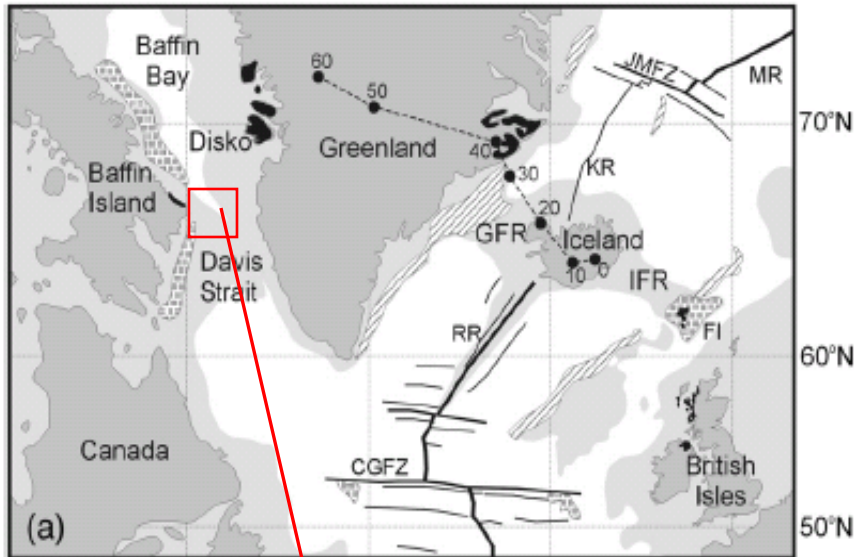 Baffin
Bay
60
50
JMFZ
MR
70°N
Disko
Greenland
40
30
KR
Baffin
Island
20
GFR
Iceland
10
0
Davis
Strait
IFR
RR
FI
60°N
Canada
CGFZ
British
Isles
(a)
50°N